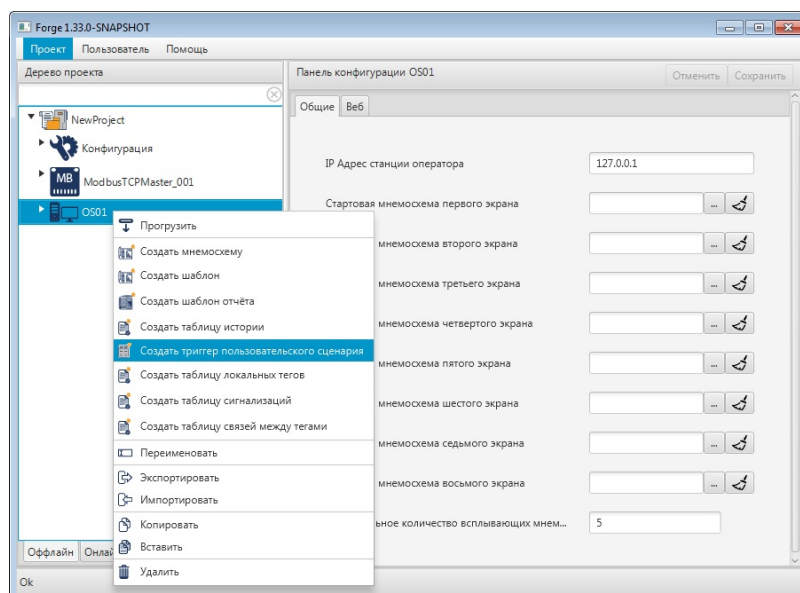 Forge 1.33.0-SNAPSHOT
Проект Пользователь Помощь
Дерево проекта
Панель конфигурации OS01
Отменить Сохранить
Общие Веб
NewProject
Конфигурация
MB ModbusTCPMaster_001
OS01
IP Адрес станции оператора 127.0.0.1
Стартовая мнемосхема первого экрана ...
мнемосхема второго экрана ...
мнемосхема третьего экрана ...
мнемосхема четвертого экрана ...
мнемосхема пятого экрана ...
мнемосхема шестого экрана ...
мнемосхема седьмого экрана ...
мнемосхема восьмого экрана ...
ьное количество всплывающих мнем... 5
Прогрузить
Создать мнемосхему
Создать шаблон
Создать шаблон отчёта
Создать таблицу истории
Создать триггер пользовательского сценария
Создать таблицу локальных тегов
Создать таблицу сигнализаций
Создать таблицу связей между тегами
Переименовать
Экспортировать
Импортировать
Копировать
Вставить
Удалить
Оффлайн Онлай
Ok